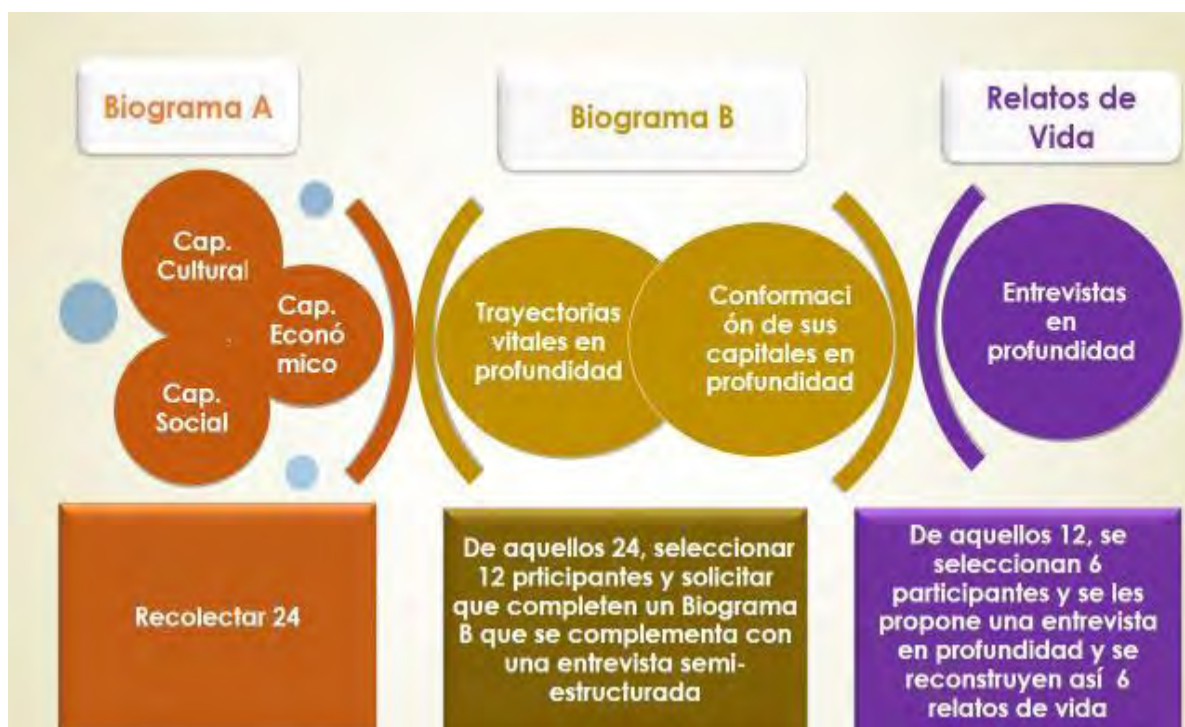 Biograma A
Biograma B
Relatos de
Vida
Cap.
Cultural
Cap.
Econó
mico
Cap.
Social
Trayectorias
vitales en
profundidad
Conformaci
ón de sus
capitales en
profundidad
Entrevistas
en
profundidad
Recolectar 24
De aquellos 24, seleccionar
12 prticipantes y solicitar
que completen un Biograma
B que se complementa con
una entrevista semi-
estructurada
De aquellos 12, se
seleccionan 6
participantes y se les
propone una entrevista
en profundidad y se
reconstruyen así 6
relatos de vida